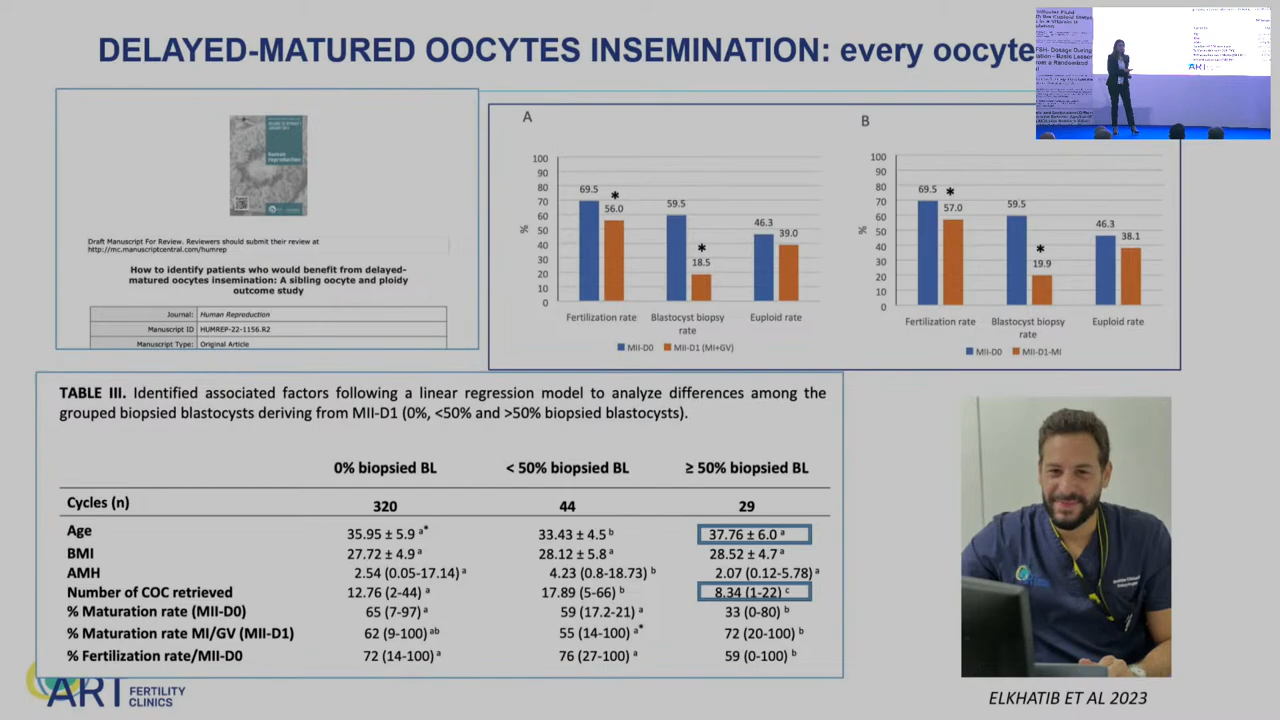 DELAYED-MATURED OOCYTES INSEMINATION: every oocyte
Human
Reproduction
Draft Manuscript For Review. Reviewers should submit their review at
http://mc.manuscriptcentral.com/humrep
How to identify patients who would benefit from delayed-
matured oocytes insemination: A sibling oocyte and ploidy
outcome study
Journal: Human Reproduction
Manuscript ID HUMREP-22-1156.R2
Manuscript Type: Original Article
A
100
90
80
70
60
50
40
30
20
10
0
%
69.5
*
56.0
59.5
*
18.5
46.3
39.0
Fertilization rate
Blastocyst biopsy
rate
Euploid rate
MII-D0 MII-D1 (MI+GV)
B
100
90
80
70
60
50
40
30
20
10
0
%
69.5
*
57.0
59.5
*
19.9
46.3
38.1
Fertilization rate
Blastocyst biopsy
rate
Euploid rate
MII-D0 MII-D1-MI
TABLE III. Identified associated factors following a linear regression model to analyze differences among the
grouped biopsied blastocysts deriving from MII-D1 (0%, <50% and >50% biopsied blastocysts).
0% biopsied BL < 50% biopsied BL ≥ 50% biopsied BL
Cycles (n) 320 44 29
Age 35.95 ± 5.9 a* 33.43 ± 4.5 b 37.76 ± 6.0 a
BMI 27.72 ± 4.9 a 28.12 ± 5.8 a 28.52 ± 4.7 a
AMH 2.54 (0.05-17.14) a 4.23 (0.8-18.73) b 2.07 (0.12-5.78) a
Number of COC retrieved 12.76 (2-44) a 17.89 (5-66) b 8.34 (1-22) c
% Maturation rate (MII-D0) 65 (7-97) a 59 (17.2-21) a 33 (0-80) b
% Maturation rate MI/GV (MII-D1) 62 (9-100) ab 55 (14-100) a* 72 (20-100) b
% Fertilization rate/MII-D0 72 (14-100) a 76 (27-100) a 59 (0-100) b
ART FERTILITY
CLINICS
ELKHATIB ET AL 2023